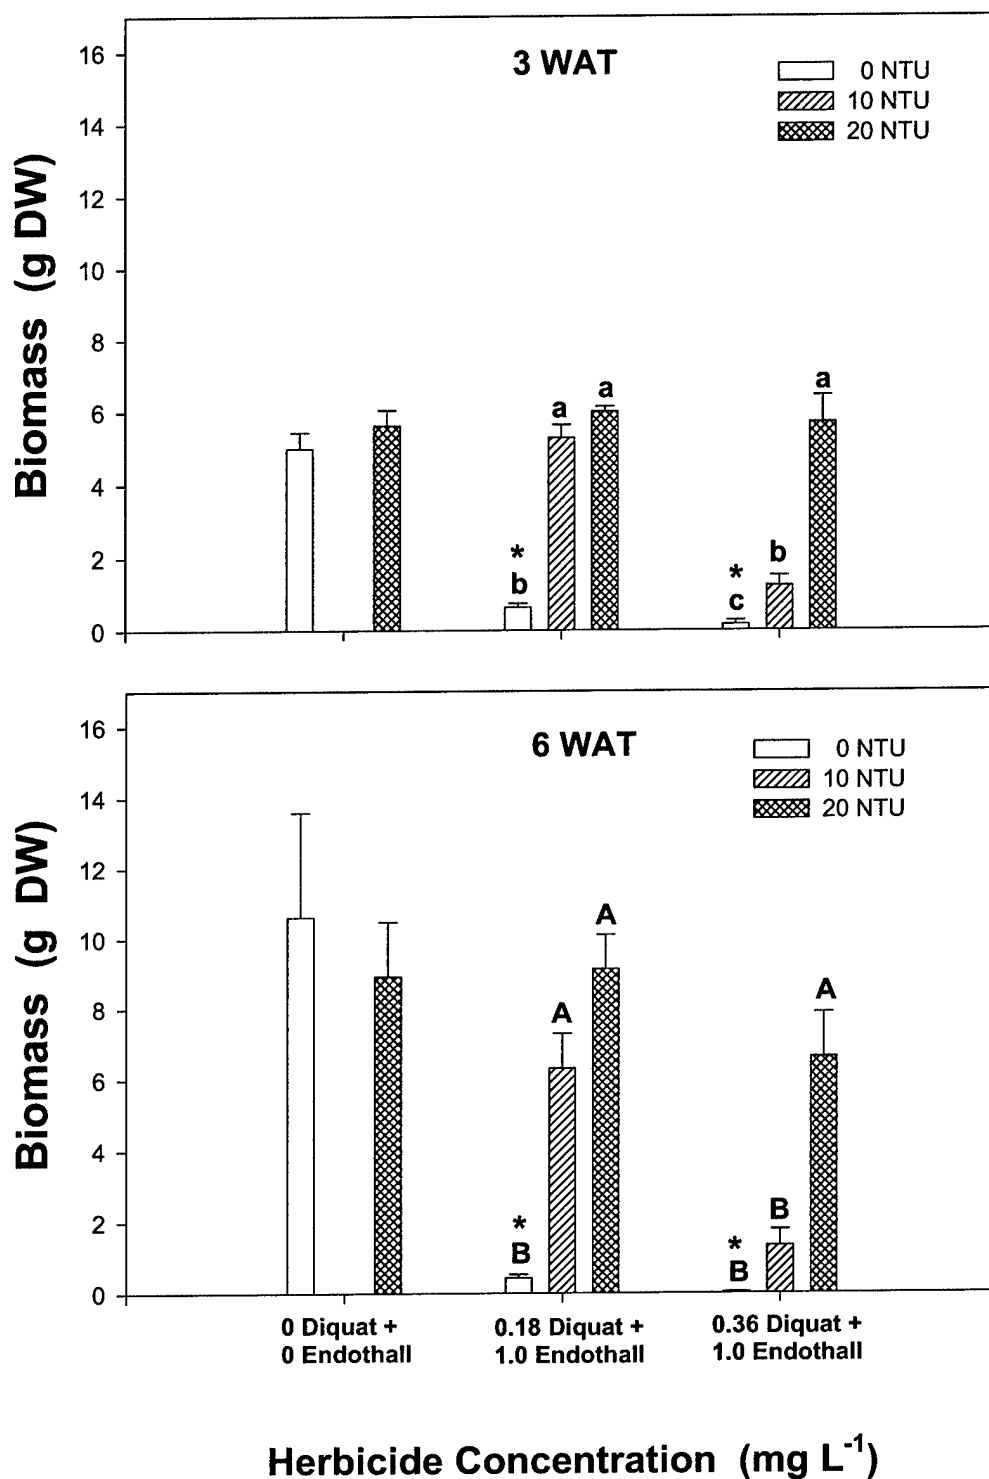 3 WAT
0 NTU
10 NTU
20 NTU
16
14
12
10
8
6
4
2
0
Biomass (g DW)
a
a
a
*
b
*
c
b
6 WAT
0 NTU
10 NTU
20 NTU
16
14
12
10
8
6
4
2
0
Biomass (g DW)
A
A
A
*
B
*
B
B
0 Diquat +
0 Endothall
0.18 Diquat +
1.0 Endothall
0.36 Diquat +
1.0 Endothall
Herbicide Concentration (mg L⁻¹)